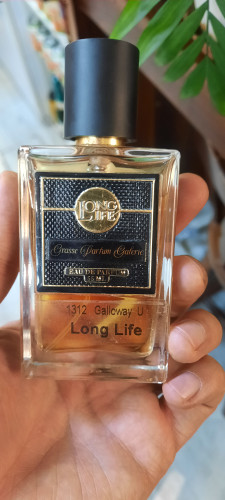 LONG
LIFE
Grasse Parfum Galerie
EAU DE PARFUM
1312 Galloway U
Long Life